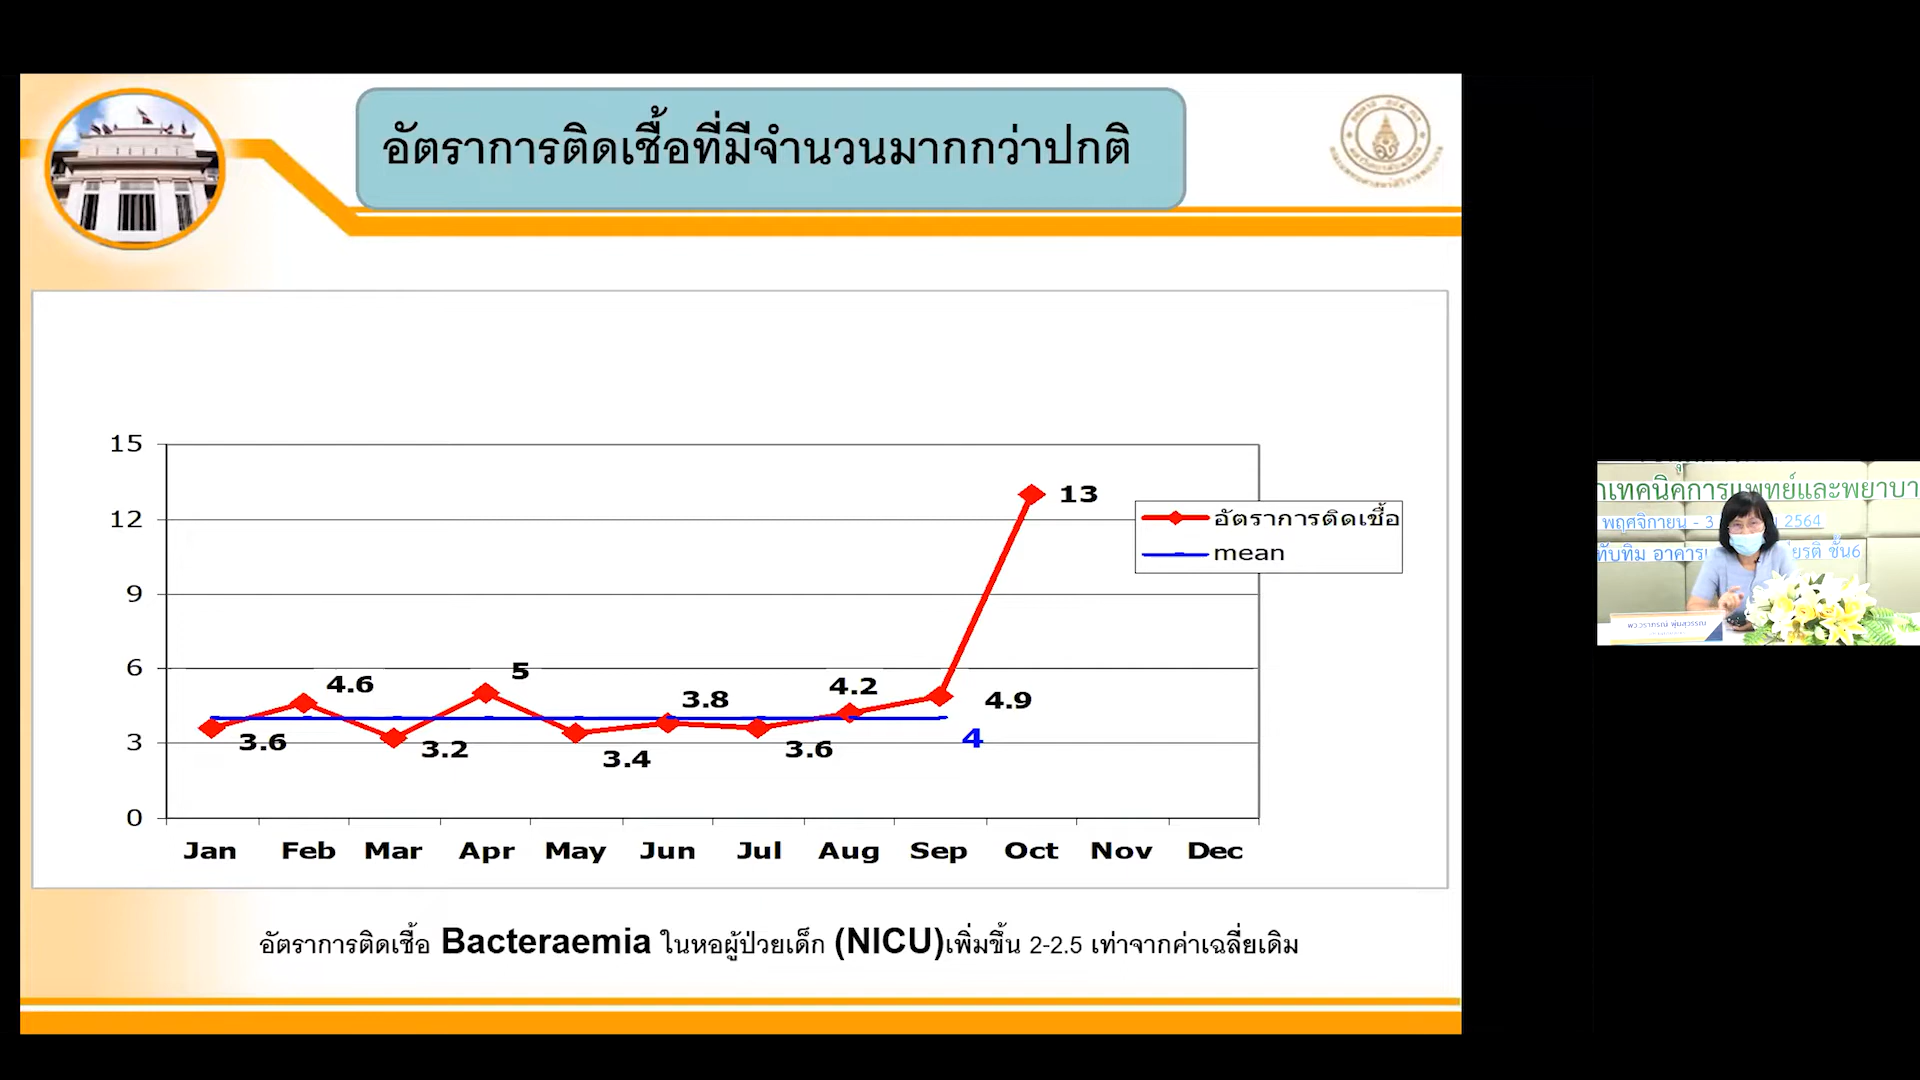 อัตราการติดเชื้อที่มีจำนวนมากกว่าปกติ
15
12
9
6
3
0
3.6
4.6
3.2
5
3.4
3.8
3.6
4.2
4.9
13
4
อัตราการติดเชื้อ
mean
Jan Feb Mar Apr May Jun Jul Aug Sep Oct Nov Dec
อัตราการติดเชื้อ Bacteraemia ในหอผู้ป่วยเด็ก (NICU)เพิ่มขึ้น 2-2.5 เท่าจากค่าเฉลี่ยเดิม
เทคนิคการแพทย์และพยาบา
พฤศจิกายน - 3 2564
ทับทิม ชั้น6